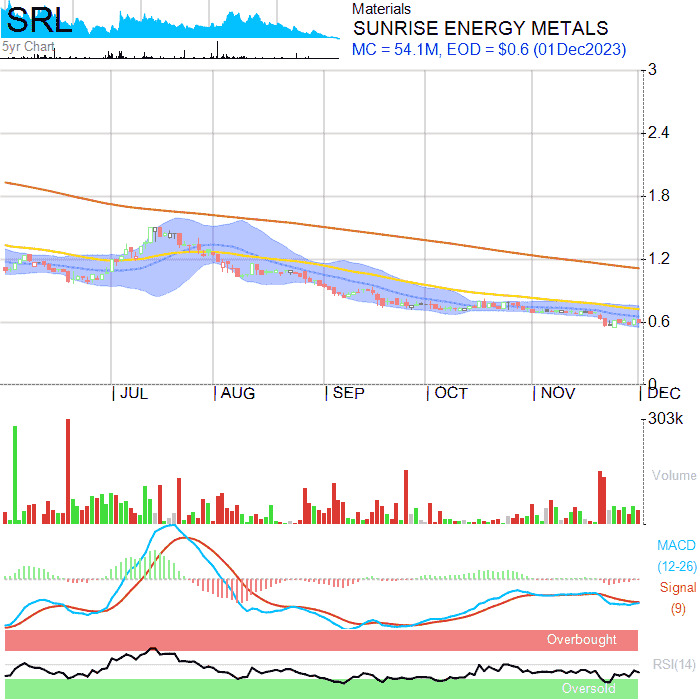 SRL
5yr Chart
Materials
SUNRISE ENERGY METALS
MC = 54.1M, EOD = $0.6 (01Dec2023)
3
2.4
1.8
1.2
0.6
0
JUL AUG SEP OCT NOV DEC
303k
Volume
MACD
(12-26)
Signal
(9)
Overbought
RSI(14)
Oversold